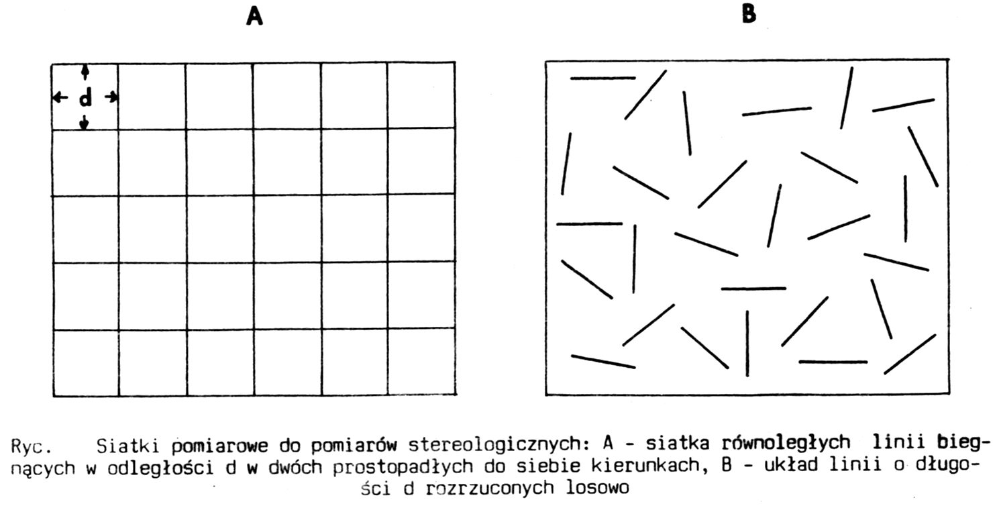 A
B
d
Ryc. Siatki pomiarowe do pomiarów stereologicznych: A - siatka równoległych linii bieg-
nących w odległości d w dwóch prostopadłych do siebie kierunkach, B - układ linii o długo-
ści d rozrzuconych losowo